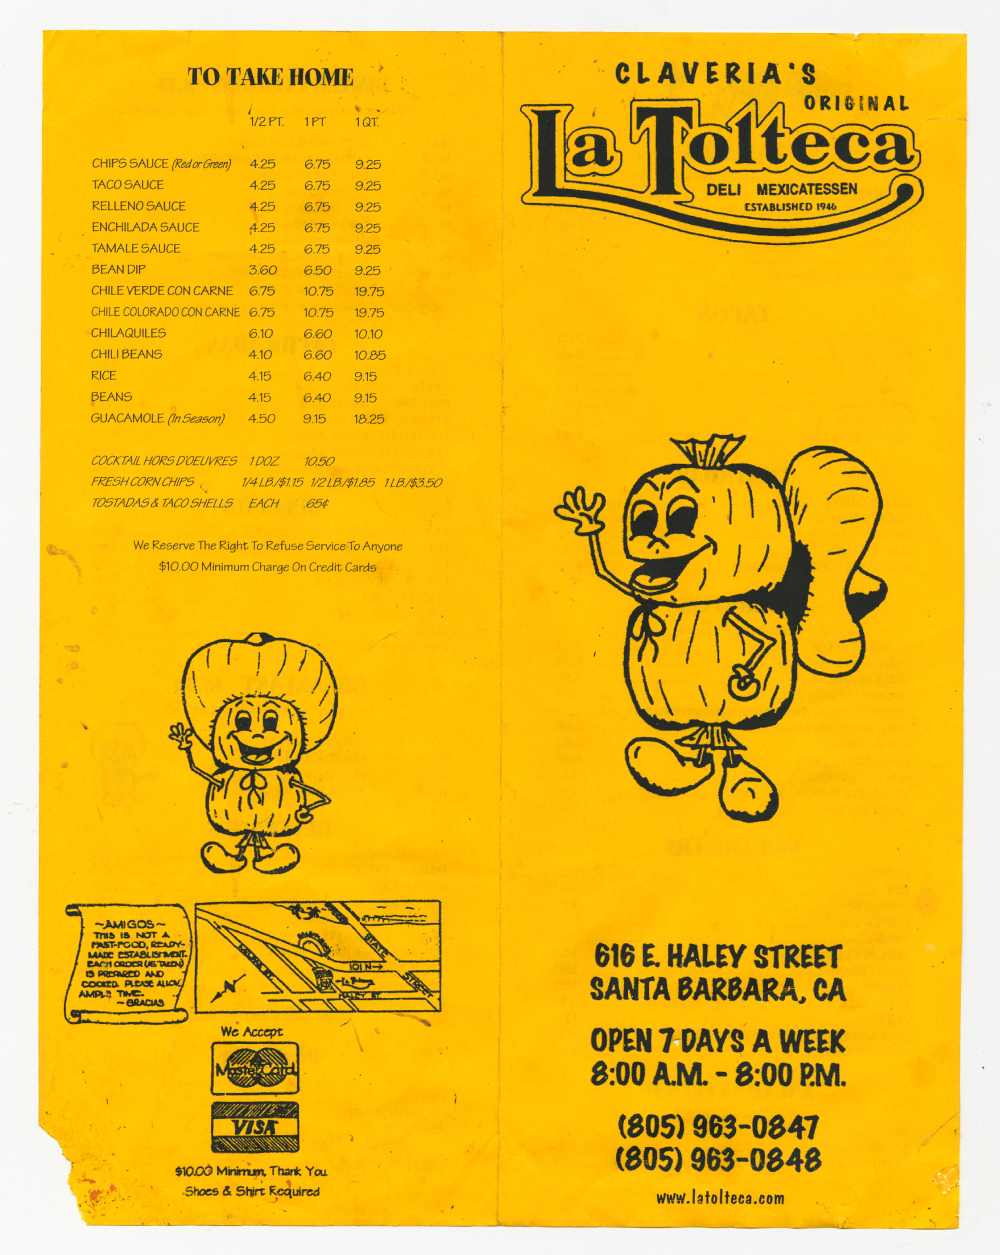 TO TAKE HOME
1/2 PT. 1 PT 1 QT.
CHIPS SAUCE (Red or Green) 4.25 6.75 9.25
TACO SAUCE 4.25 6.75 9.25
RELLENO SAUCE 4.25 6.75 9.25
ENCHILADA SAUCE 4.25 6.75 9.25
TAMALE SAUCE 4.25 6.75 9.25
BEAN DIP 3.60 6.50 9.25
CHILE VERDE CON CARNE 6.75 10.75 19.75
CHILE COLORADO CON CARNE 6.75 10.75 19.75
CHILAQUILES 6.10 6.60 10.10
CHILI BEANS 4.10 6.60 10.85
RICE 4.15 6.40 9.15
BEANS 4.15 6.40 9.15
GUACAMOLE (In Season) 4.50 9.15 18.25
COCKTAIL HORS D'OEUVRES 1 DOZ 10.50
FRESH CORN CHIPS 1/4 LB./$1.15 1/2 LB./$1.85 1 LB./$3.50
TOSTADAS & TACO SHELLS EACH .65¢
We Reserve The Right To Refuse Service To Anyone
$10.00 Minimum Charge On Credit Cards
~AMIGOS~
THIS IS NOT A
FAST-FOOD, READY-
MADE ESTABLISHMENT.
EACH ORDER (AS TAKEN)
IS PREPARED AND
COOKED. PLEASE ALLOW
AMPLE TIME.
~GRACIAS
STATE
STREET
101 N→
HALEY ST
N
We Accept
MasterCard
VISA
$10.00 Minimum, Thank You.
Shoes & Shirt Required
CLAVERIA'S
ORIGINAL
La Tolteca
DELI MEXICATESSEN
ESTABLISHED 1946
616 E. HALEY STREET
SANTA BARBARA, CA
OPEN 7 DAYS A WEEK
8:00 A.M. - 8:00 P.M.
(805) 963-0847
(805) 963-0848
www.latolteca.com